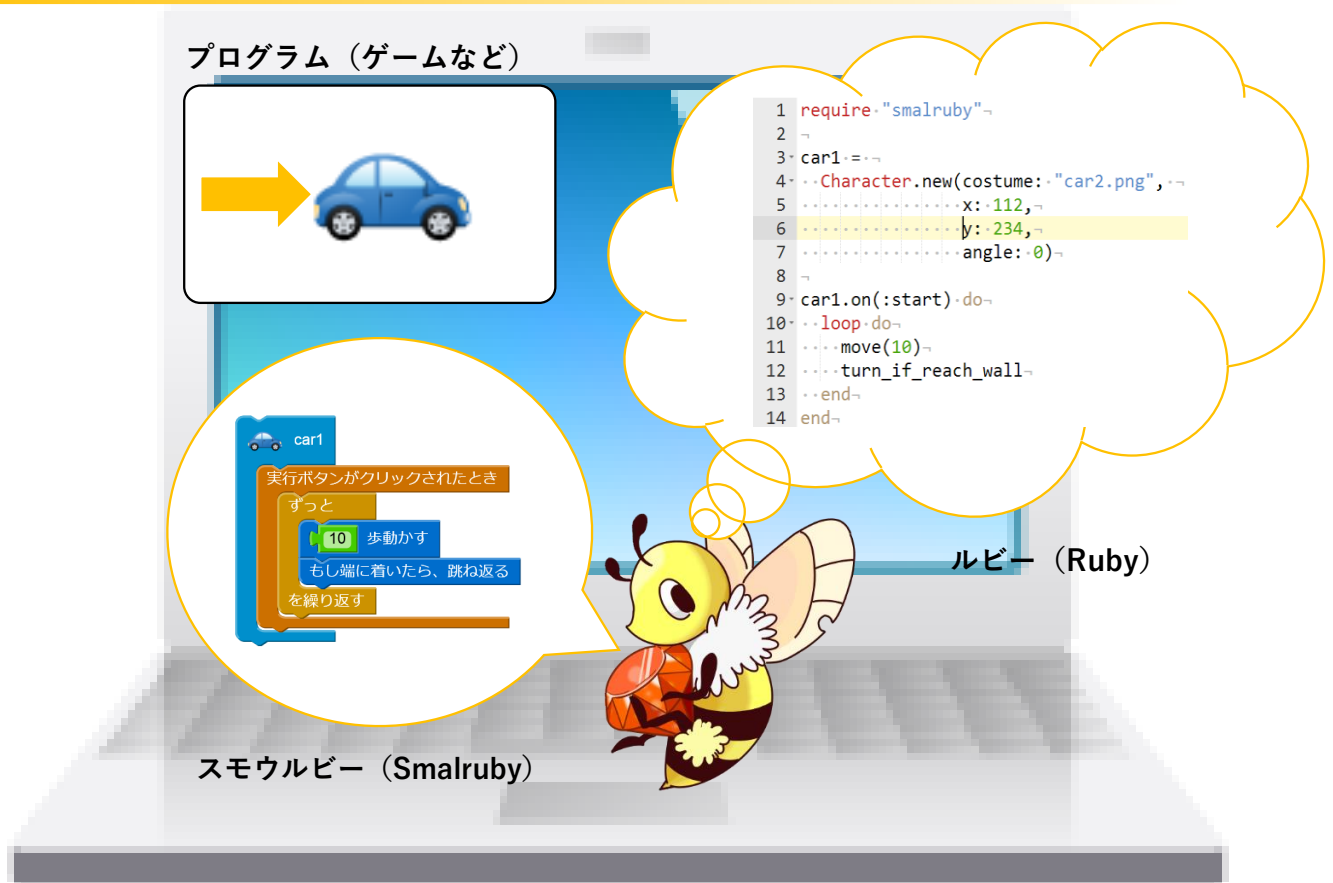 プログラム（ゲームなど）
1 require "smalruby"
2
3 car1 =
4   Character.new(costume: "car2.png",
5                 x: 112,
6                 y: 234,
7                 angle: 0)
8
9 car1.on(:start) do
10   loop do
11     move(10)
12     turn_if_reach_wall
13   end
14 end
car1
実行ボタンがクリックされたとき
ずっと
10 歩動かす
もし端に着いたら、跳ね返る
を繰り返す
ルビー（Ruby）
スモウルビー（Smalruby）